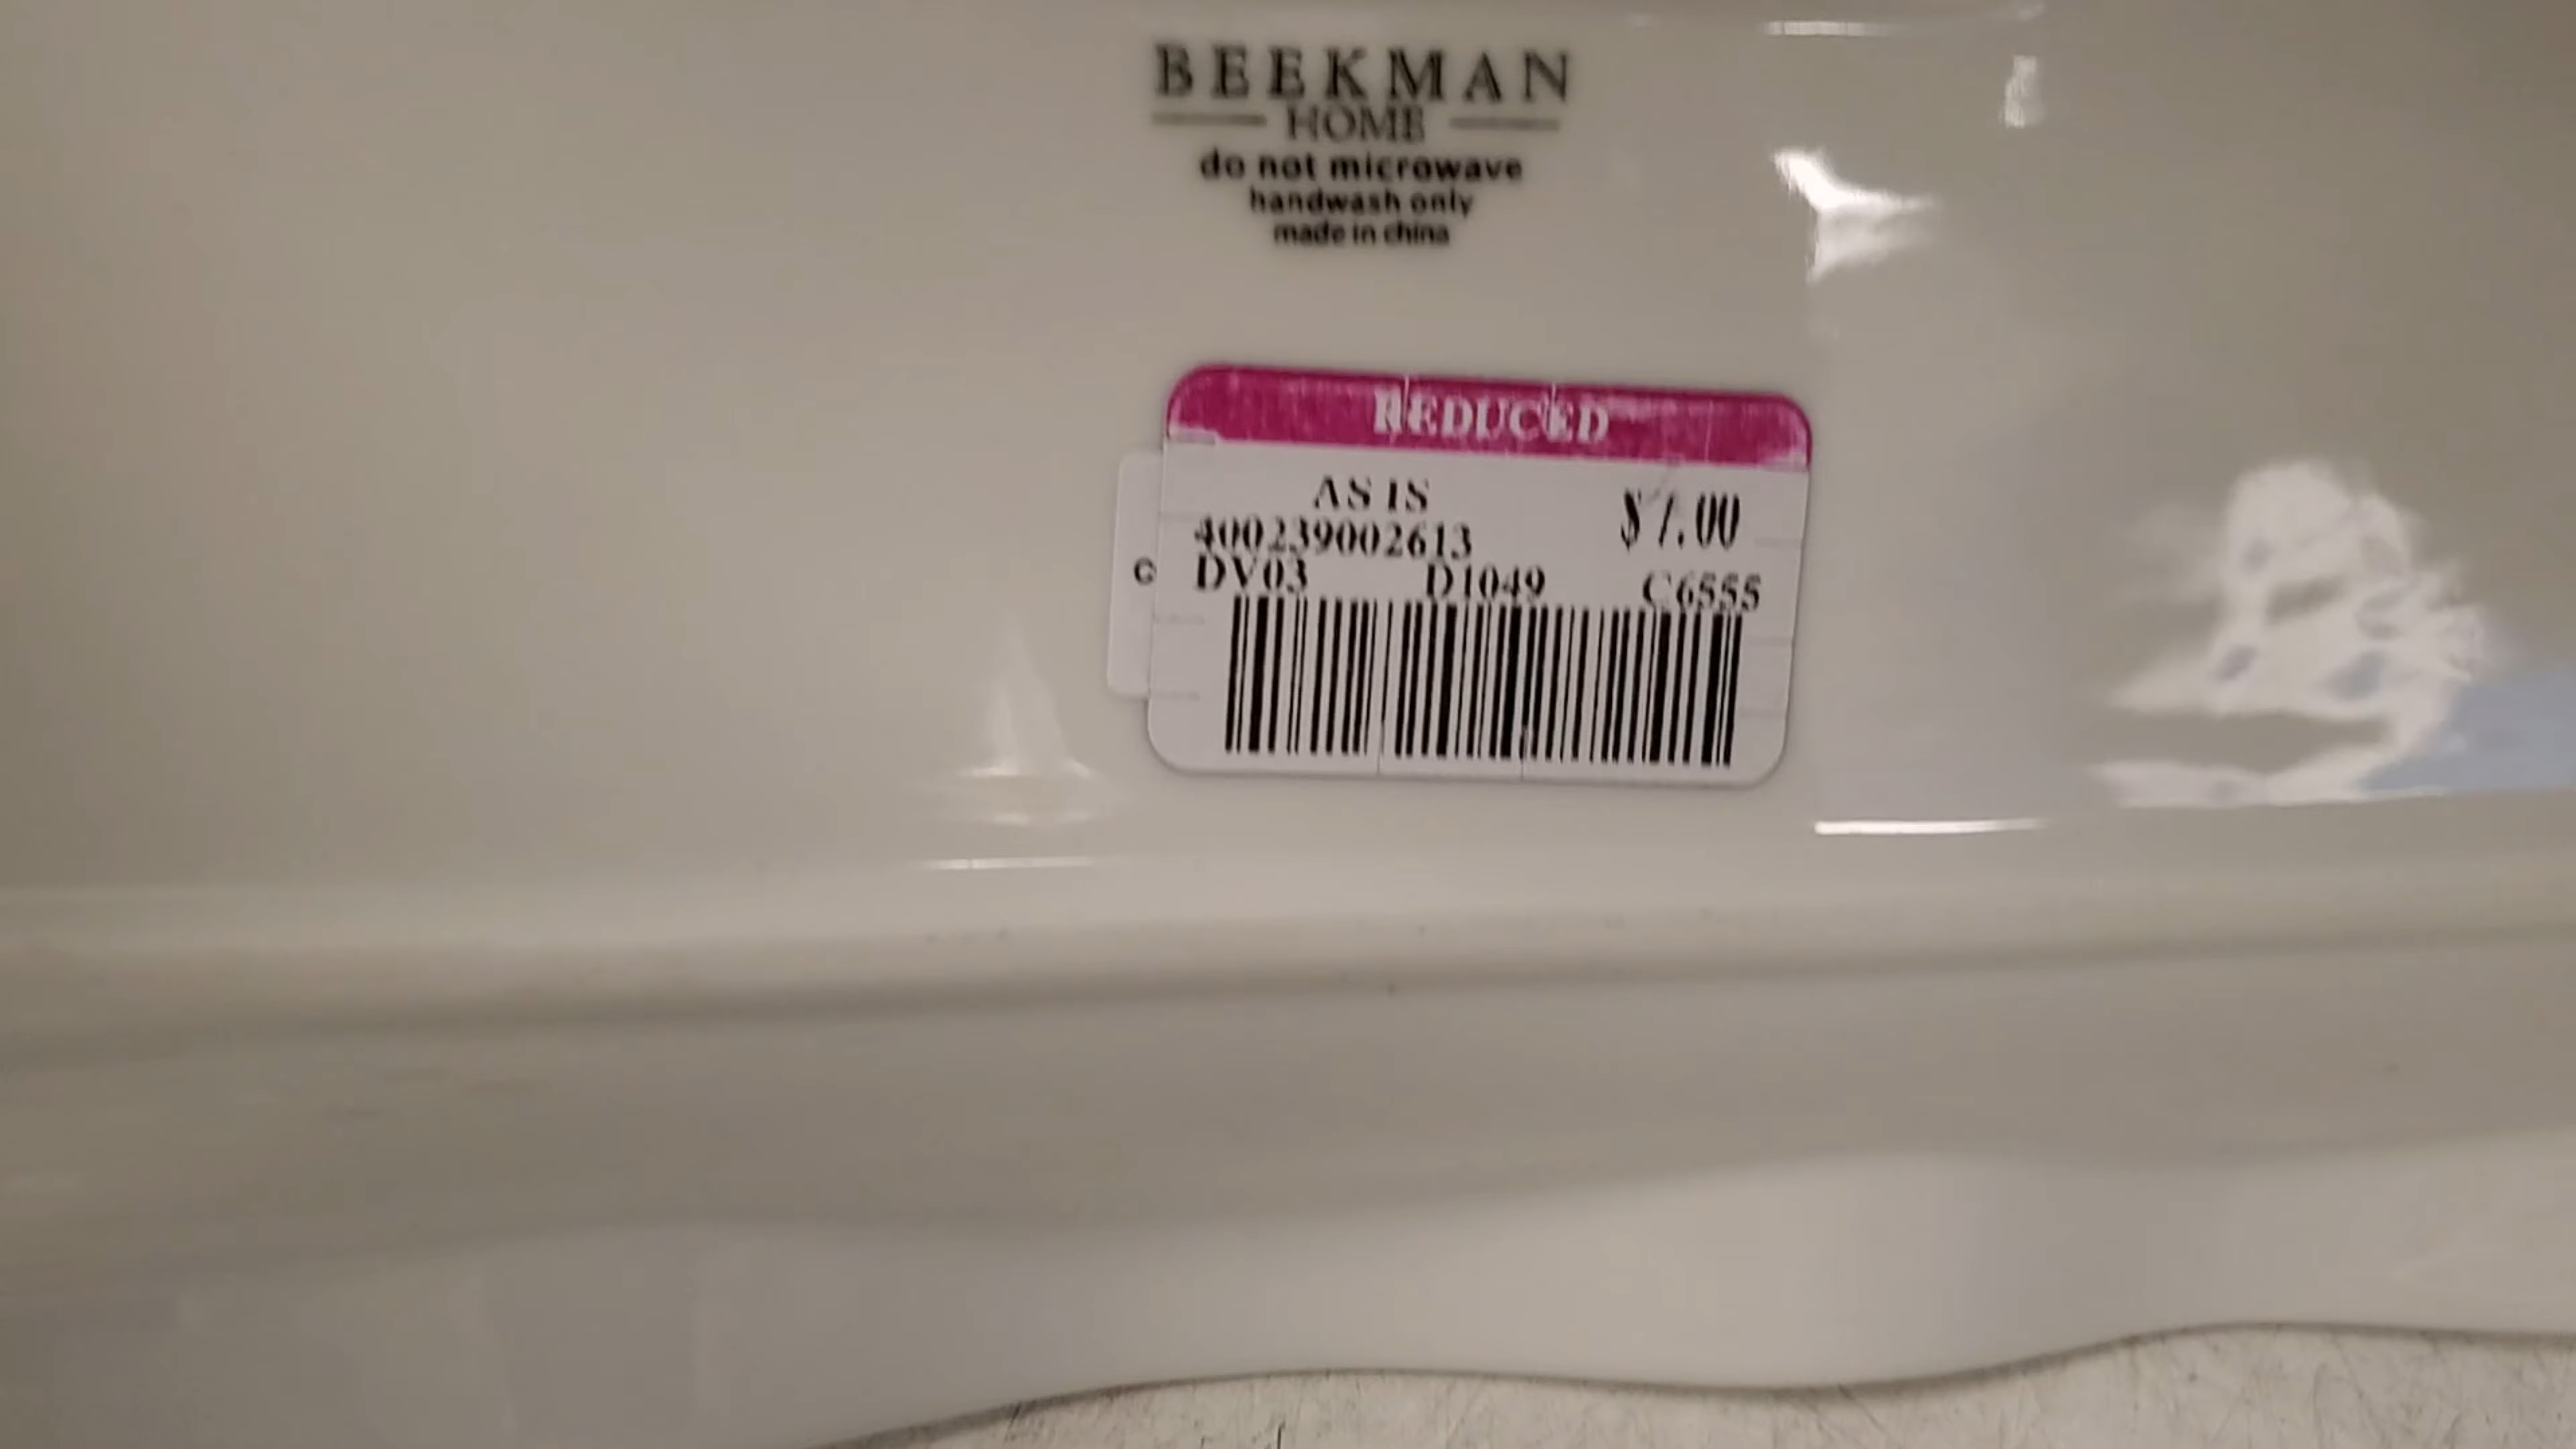 BEEKMAN
HOME
do not microwave
handwash only
made in china
REDUCED
AS IS $7.00
400239002613
C DV03 D1049 C6555